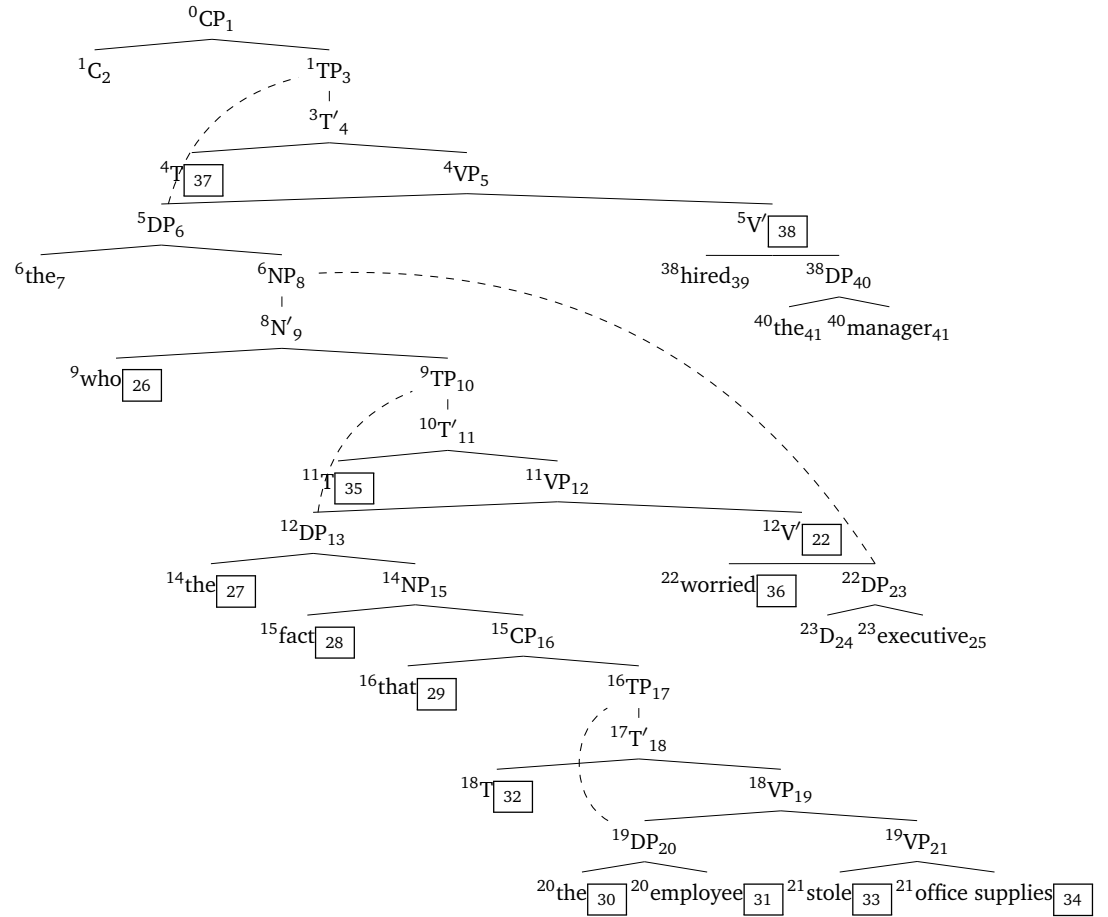 0CP1
1C2 1TP3
3T′4
4T 37 4VP5
5DP6 5V′ 38
6the7 6NP8 38hired39 38DP40
8N′9 40the41 40manager41
9who 26 9TP10
10T′11
11T 35 11VP12
12DP13 12V′ 22
14the 27 14NP15 22worried 36 22DP23
15fact 28 15CP16 23D24 23executive25
16that 29 16TP17
17T′18
18T 32 18VP19
19DP20 19VP21
20the 30 20employee 31 21stole 33 21office supplies 34